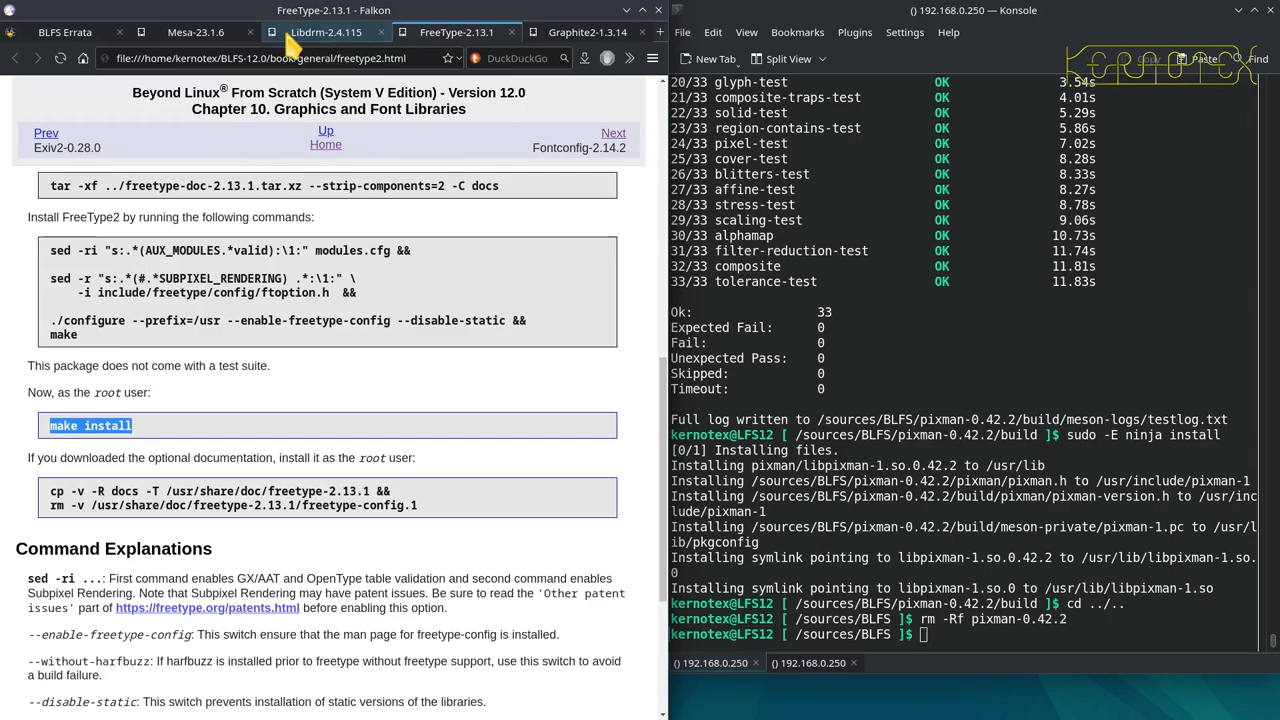 FreeType-2.13.1 - Falkon
BLFS Errata
Mesa-23.1.6
Libdrm-2.4.115
FreeType-2.13.1
Graphite2-1.3.14
file:///home/kernotex/BLFS-12.0/book/general/freetype2.html
DuckDuckGo
Beyond Linux® From Scratch (System V Edition) - Version 12.0
Chapter 10. Graphics and Font Libraries
Prev
Up
Next
Exiv2-0.28.0
Home
Fontconfig-2.14.2
tar -xf ../freetype-doc-2.13.1.tar.xz --strip-components=2 -C docs
Install FreeType2 by running the following commands:
sed -ri "s:.*(AUX_MODULES.*valid):\1:" modules.cfg &&
sed -r "s:.*(#.*SUBPIXEL_RENDERING) .*:\1:" \
-i include/freetype/config/ftoption.h &&
./configure --prefix=/usr --enable-freetype-config --disable-static &&
make
This package does not come with a test suite.
Now, as the root user:
make install
If you downloaded the optional documentation, install it as the root user:
cp -v -R docs -T /usr/share/doc/freetype-2.13.1 &&
rm -v /usr/share/doc/freetype-2.13.1/freetype-config.1
Command Explanations
sed -ri ...: First command enables GX/AAT and OpenType table validation and second command enables
Subpixel Rendering. Note that Subpixel Rendering may have patent issues. Be sure to read the 'Other patent
issues' part of https://freetype.org/patents.html before enabling this option.
--enable-freetype-config: This switch ensure that the man page for freetype-config is installed.
--without-harfbuzz: If harfbuzz is installed prior to freetype without freetype support, use this switch to avoid
a build failure.
--disable-static: This switch prevents installation of static versions of the libraries.
() 192.168.0.250 — Konsole
File Edit View Bookmarks Plugins Settings Help
New Tab Split View Copy Paste Find
KERNOTEX
20/33 glyph-test OK 3.54s
21/33 composite-traps-test OK 4.01s
22/33 solid-test OK 5.29s
23/33 region-contains-test OK 5.86s
24/33 pixel-test OK 7.02s
25/33 cover-test OK 8.28s
26/33 blitters-test OK 8.33s
27/33 affine-test OK 8.27s
28/33 stress-test OK 8.78s
29/33 scaling-test OK 9.06s
30/33 alphamap OK 10.73s
31/33 filter-reduction-test OK 11.74s
32/33 composite OK 11.81s
33/33 tolerance-test OK 11.83s
Ok: 33
Expected Fail: 0
Fail: 0
Unexpected Pass: 0
Skipped: 0
Timeout: 0
Full log written to /sources/BLFS/pixman-0.42.2/build/meson-logs/testlog.txt
kernotex@LFS12 [ /sources/BLFS/pixman-0.42.2/build ]$ sudo -E ninja install
[0/1] Installing files.
Installing pixman/libpixman-1.so.0.42.2 to /usr/lib
Installing /sources/BLFS/pixman-0.42.2/pixman/pixman.h to /usr/include/pixman-1
Installing /sources/BLFS/pixman-0.42.2/build/pixman/pixman-version.h to /usr/inc
lude/pixman-1
Installing /sources/BLFS/pixman-0.42.2/build/meson-private/pixman-1.pc to /usr/l
ib/pkgconfig
Installing symlink pointing to libpixman-1.so.0.42.2 to /usr/lib/libpixman-1.so.
0
Installing symlink pointing to libpixman-1.so.0 to /usr/lib/libpixman-1.so
kernotex@LFS12 [ /sources/BLFS/pixman-0.42.2/build ]$ cd ../..
kernotex@LFS12 [ /sources/BLFS ]$ rm -Rf pixman-0.42.2
kernotex@LFS12 [ /sources/BLFS ]$
() 192.168.0.250
() 192.168.0.250